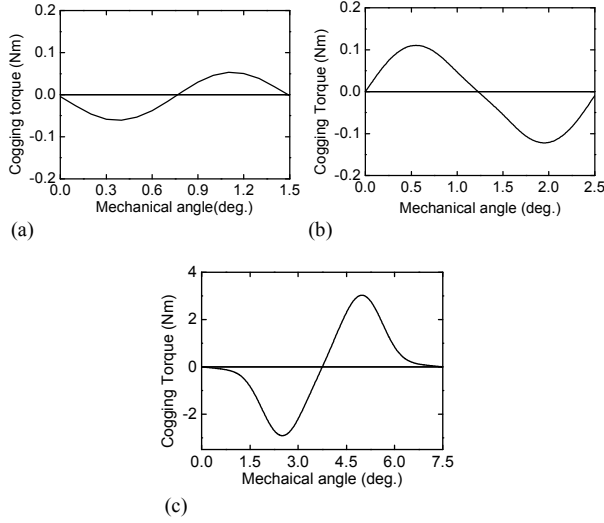 0.2
0.1
0.0
-0.1
-0.2
Cogging torque (Nm)
0.0 0.3 0.6 0.9 1.2 1.5
Mechanical angle(deg.)
(a)
0.2
0.1
0.0
-0.1
-0.2
Cogging Torque (Nm)
0.0 0.5 1.0 1.5 2.0 2.5
Mechanical angle (deg.)
(b)
4
2
0
-2
Cogging Torque (Nm)
0.0 1.5 3.0 4.5 6.0 7.5
Mechaical angle (deg.)
(c)